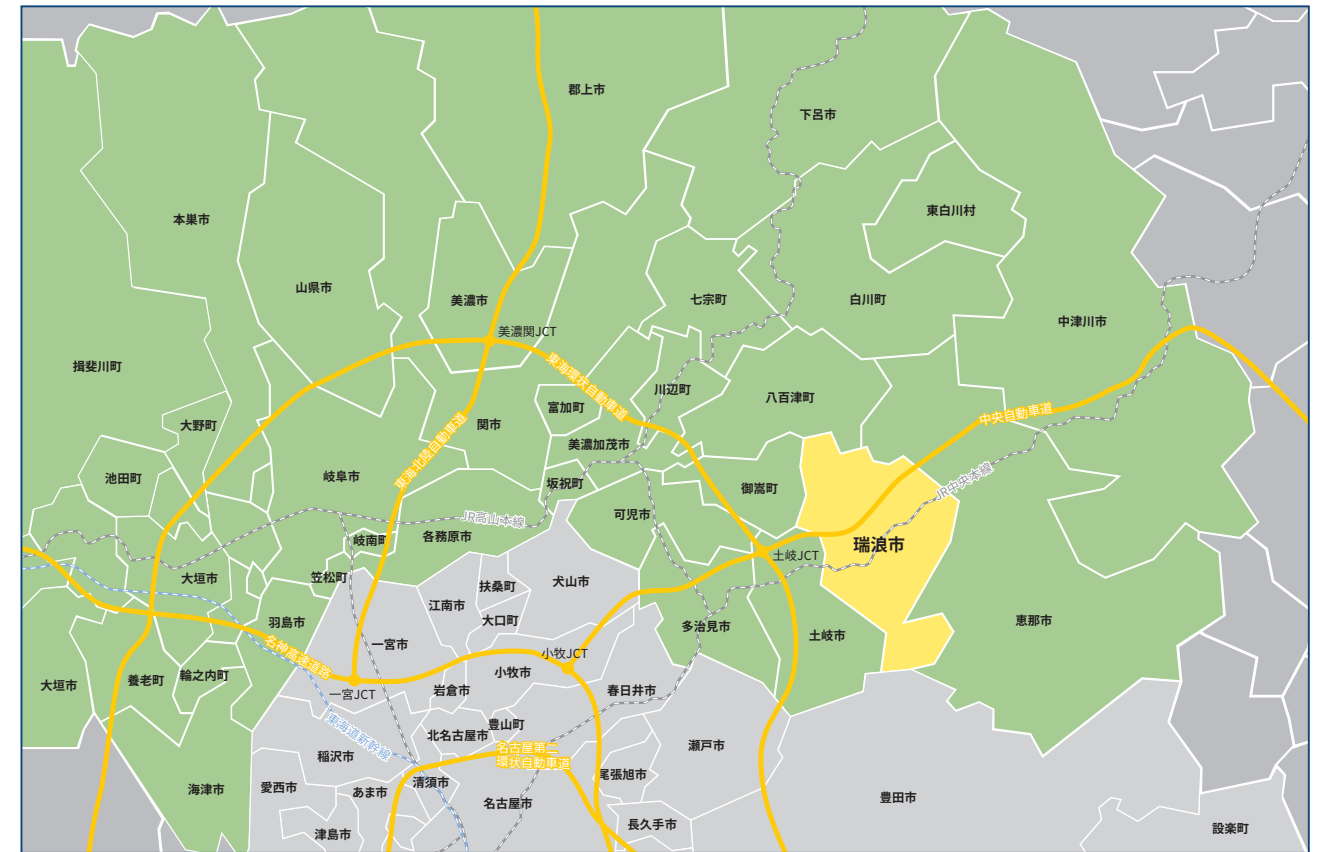 郡上市
下呂市
本巣市
東白川村
山県市
美濃市
七宗町
白川町
中津川市
美濃関JCT
揖斐川町
東海環状自動車道
川辺町
八百津町
富加町
中央自動車道
大野町
関市
東海北陸自動車道
美濃加茂市
池田町
岐阜市
坂祝町
御嵩町
JR中央本線
可児市
JR高山本線
岐南町
各務原市
瑞浪市
土岐JCT
大垣市
笠松町
扶桑町
犬山市
江南市
大口町
羽島市
多治見市
土岐市
恵那市
一宮市
名神高速道路
小牧JCT
小牧市
大垣市
養老町
輪之内町
一宮JCT
岩倉市
春日井市
東海道新幹線
豊山町
北名古屋市
瀬戸市
稲沢市
名古屋第二
環状自動車道
尾張旭市
海津市
愛西市
あま市
清須市
名古屋市
豊田市
津島市
長久手市
設楽町